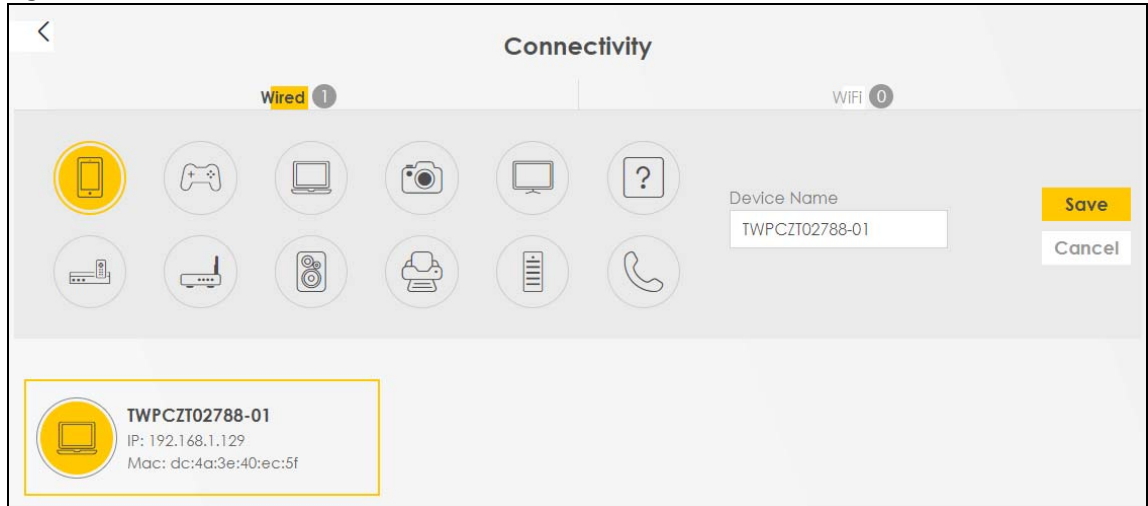 Connectivity
Wired 1
WiFi 0
?
Device Name
TWPCZT02788-01
Save
Cancel
TWPCZT02788-01
IP: 192.168.1.129
Mac: dc:4a:3e:40:ec:5f